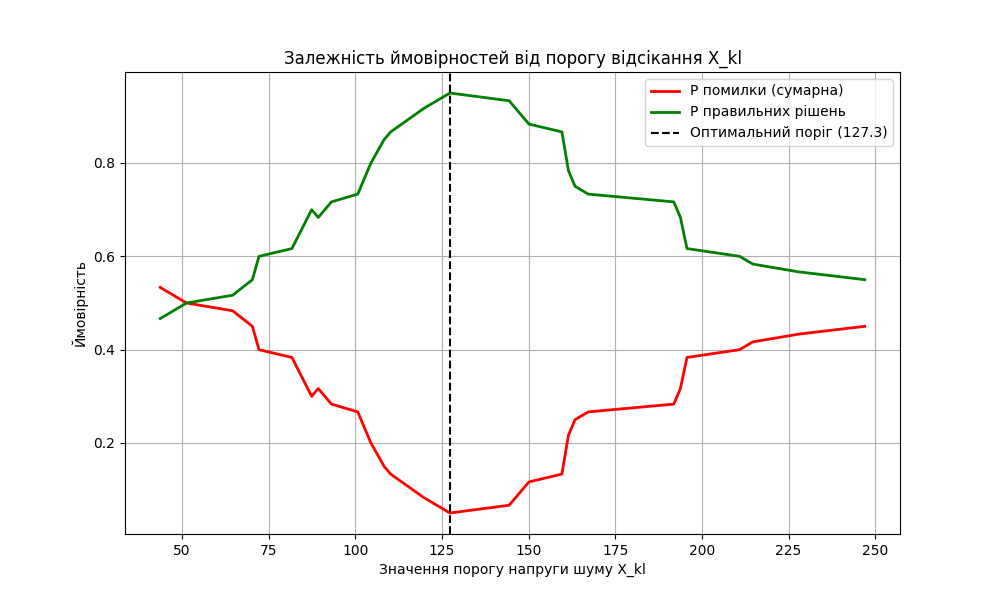 Залежність ймовірностей від порогу відсікання X_kl
P помилки (сумарна)
P правильних рішень
Оптимальний поріг (127.3)
Ймовірність
0.8
0.6
0.4
0.2
50 75 100 125 150 175 200 225 250
Значення порогу напруги шуму X_kl